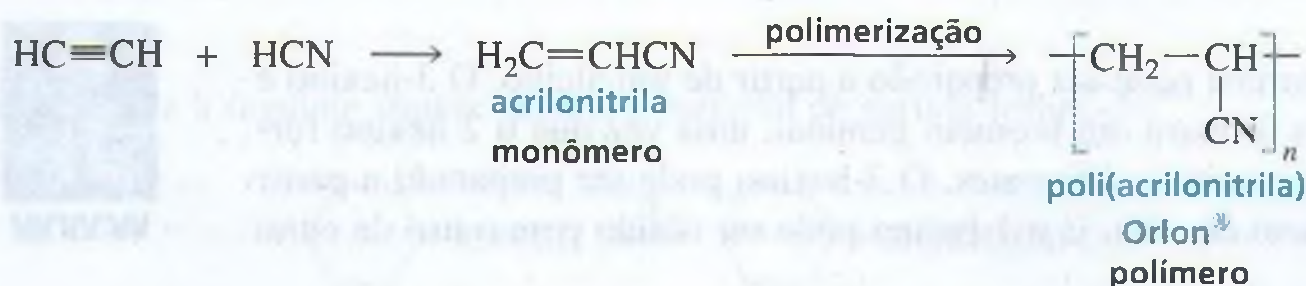 polimerização
HC≡CH + HCN ⟶ H₂C=CHCN ⟶ [CH₂—CH]ₙ
CN
acrilonitrila
monômero
poli(acrilonitrila)
Orlon®
polímero